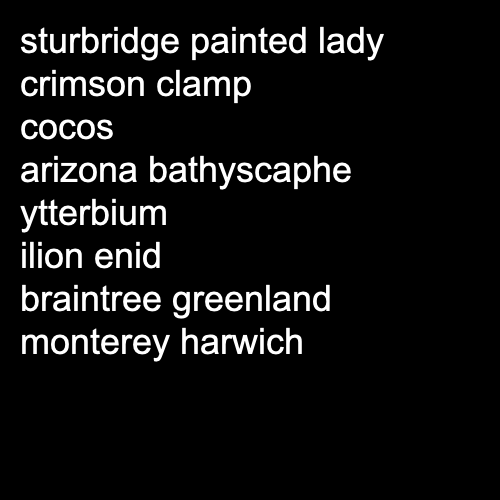 sturbridge painted lady
crimson clamp
cocos
arizona bathyscaphe
ytterbium
ilion enid
braintree greenland
monterey harwich